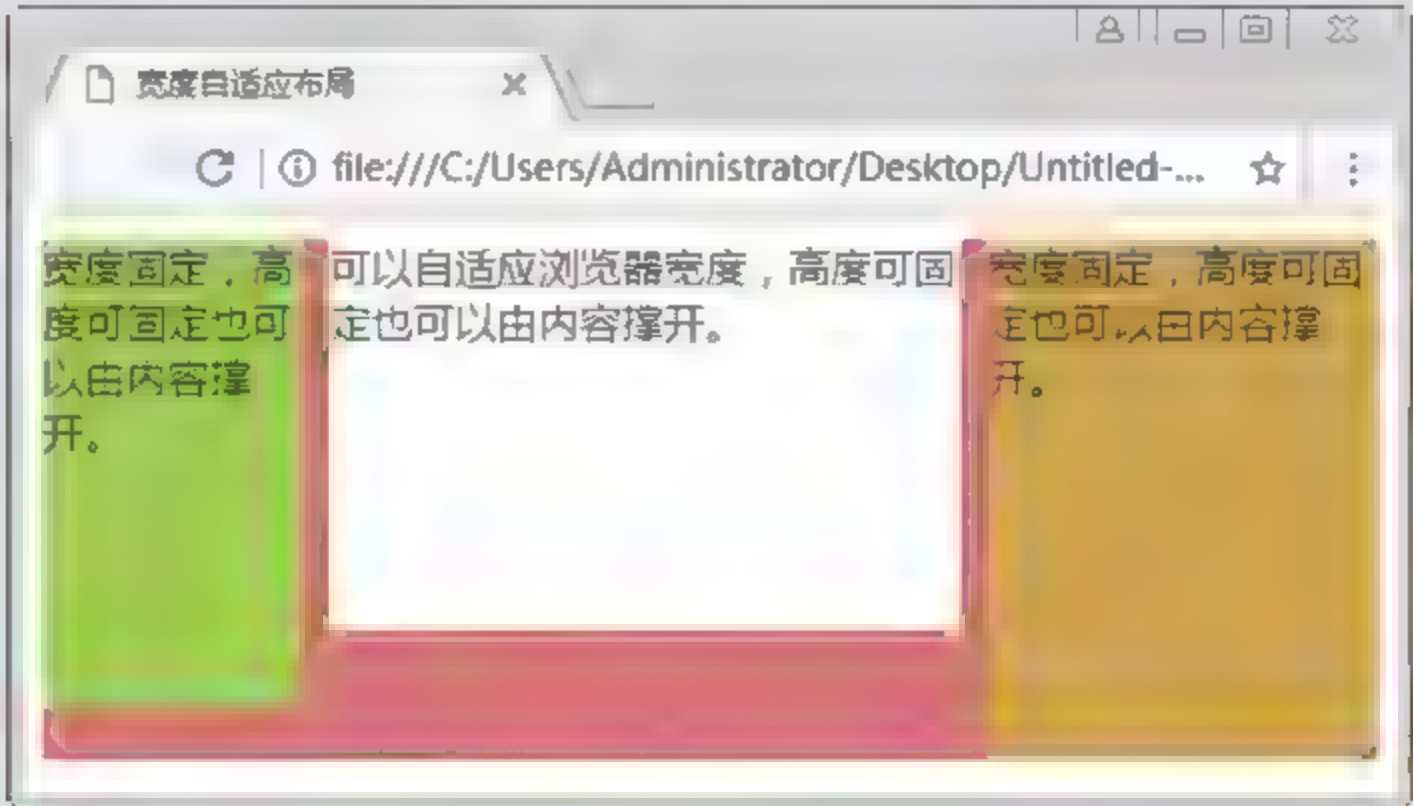 宽度自适应布局
file:///C:/Users/Administrator/Desktop/Untitled-...
宽度固定，高
度可固定也可
以由内容撑
开。
可以自适应浏览器宽度，高度可固
定也可以由内容撑开。
宽度固定，高度可固
定也可以由内容撑
开。